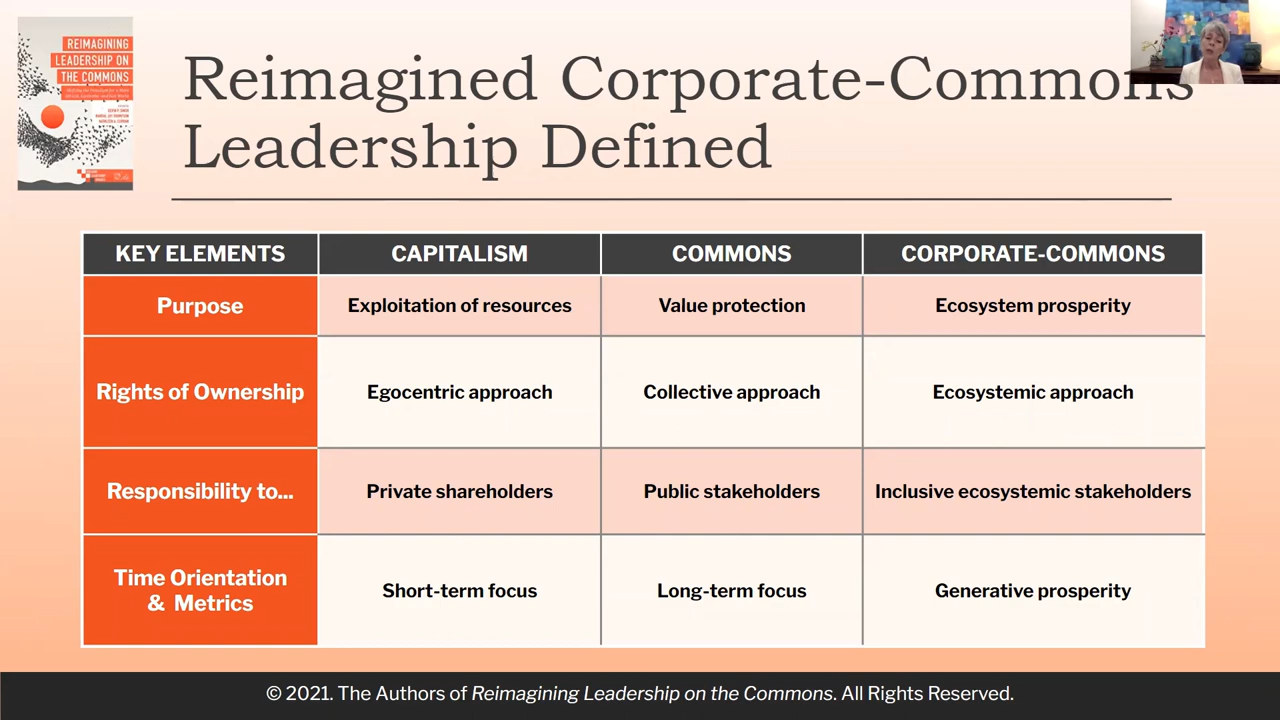 REIMAGINING
LEADERSHIP ON
THE COMMONS
Reimagined Corporate-Commons
Leadership Defined
KEY ELEMENTS CAPITALISM COMMONS CORPORATE-COMMONS
Purpose Exploitation of resources Value protection Ecosystem prosperity
Rights of Ownership Egocentric approach Collective approach Ecosystemic approach
Responsibility to... Private shareholders Public stakeholders Inclusive ecosystemic stakeholders
Time Orientation
& Metrics Short-term focus Long-term focus Generative prosperity
© 2021. The Authors of Reimagining Leadership on the Commons. All Rights Reserved.